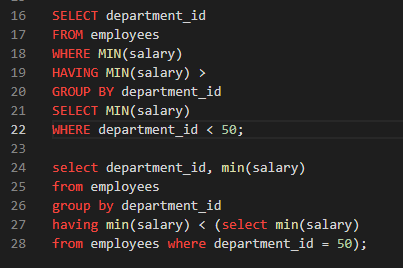 16 SELECT department_id
17 FROM employees
18 WHERE MIN(salary)
19 HAVING MIN(salary) >
20 GROUP BY department_id
21 SELECT MIN(salary)
22 WHERE department_id < 50;
23
24 select department_id, min(salary)
25 from employees
26 group by department_id
27 having min(salary) < (select min(salary)
28 from employees where department_id = 50);